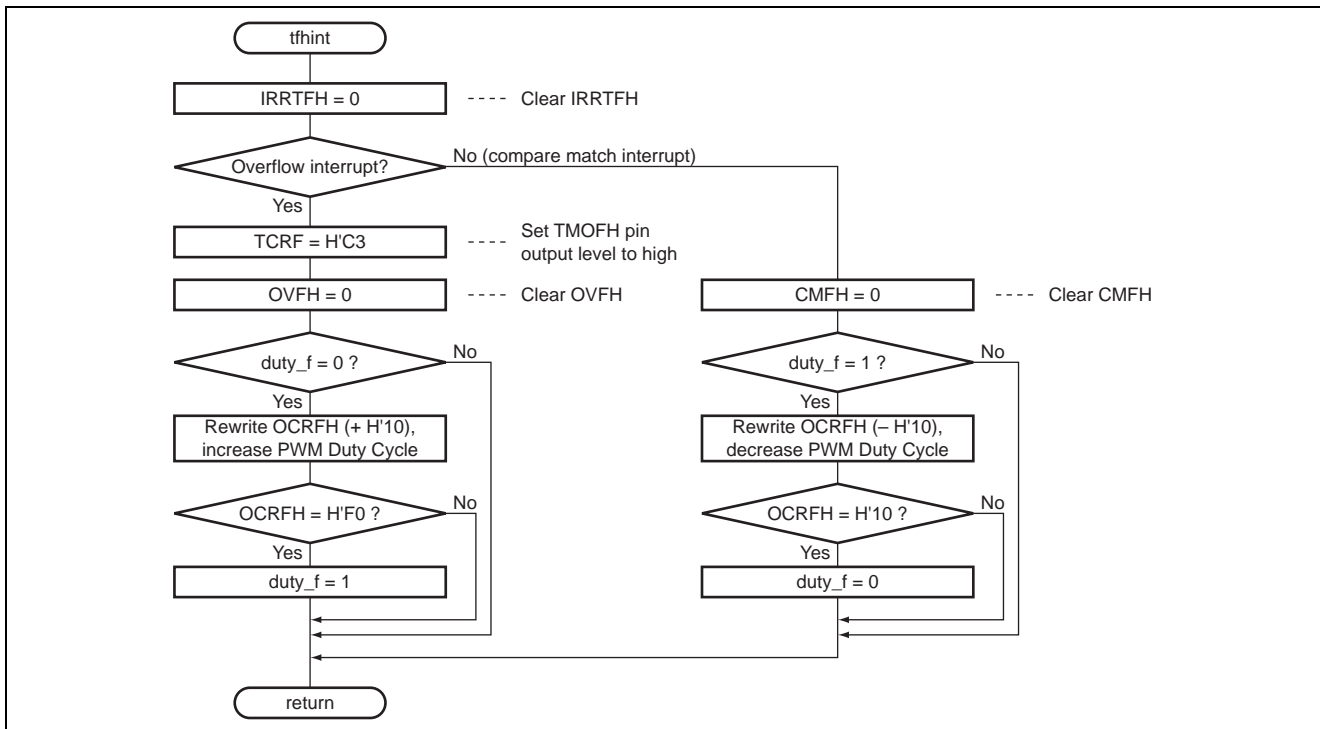 tfhint
IRRTFH = 0
Clear IRRTFH
Overflow interrupt?
No (compare match interrupt)
Yes
TCRF = H'C3
Set TMOFH pin
output level to high
OVFH = 0
Clear OVFH
CMFH = 0
Clear CMFH
duty_f = 0 ?
No
duty_f = 1 ?
No
Yes
Yes
Rewrite OCRFH (+ H'10),
increase PWM Duty Cycle
Rewrite OCRFH (– H'10),
decrease PWM Duty Cycle
OCRFH = H'F0 ?
No
OCRFH = H'10 ?
No
Yes
Yes
duty_f = 1
duty_f = 0
return